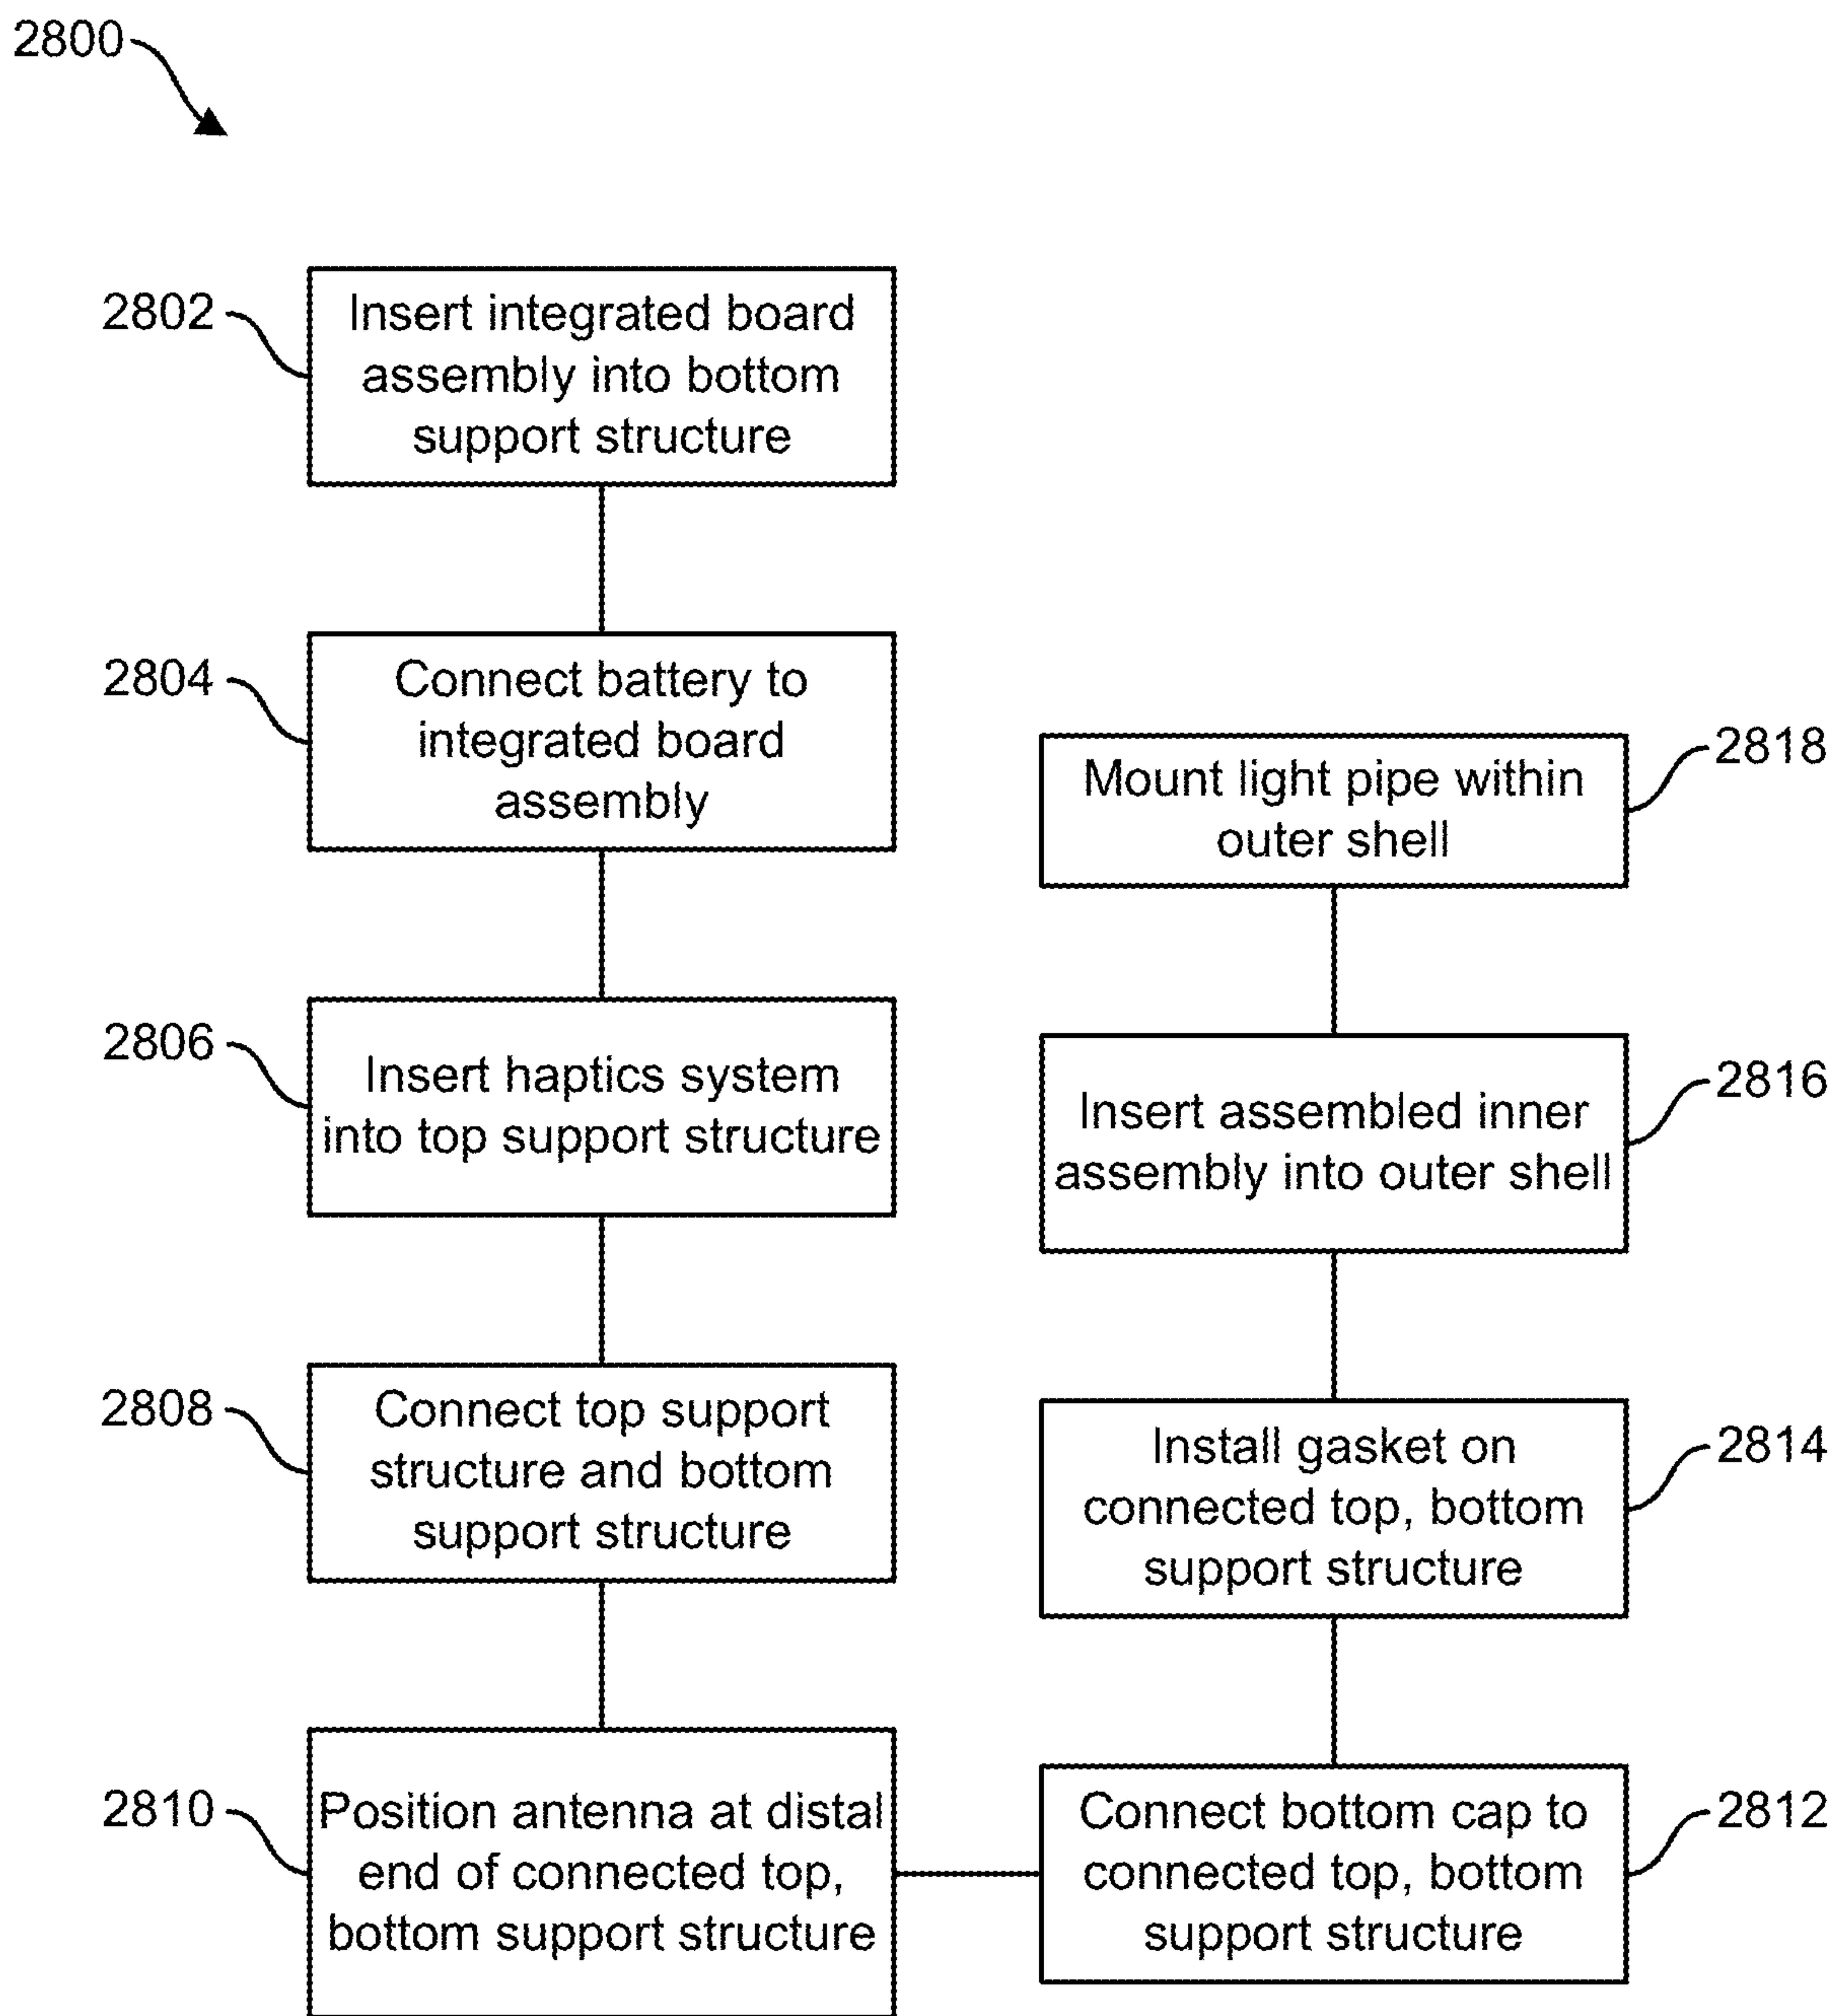 2800
2802
Insert integrated board
assembly into bottom
support structure
2804
Connect battery to
integrated board
assembly
2806
Insert haptics system
into top support structure
2808
Connect top support
structure and bottom
support structure
2810
Position antenna at distal
end of connected top,
bottom support structure
Connect bottom cap to
connected top, bottom
support structure
2812
Install gasket on
connected top, bottom
support structure
2814
Insert assembled inner
assembly into outer shell
2816
Mount light pipe within
outer shell
2818